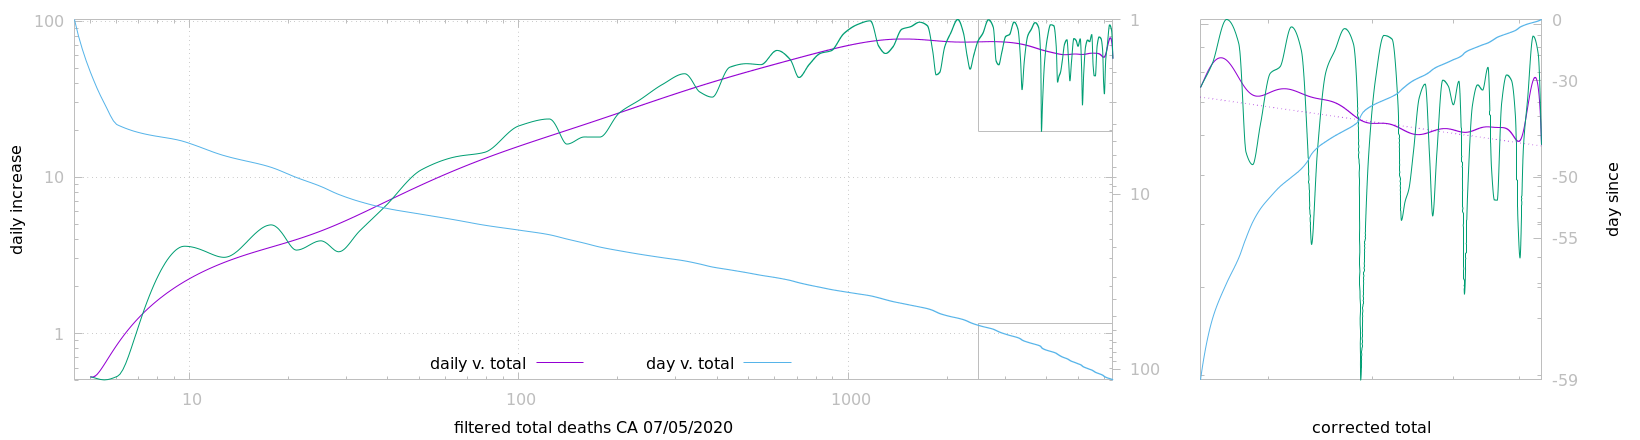 100
10
1
daily increase
10
100
1000
1
10
100
daily v. total
day v. total
filtered total deaths CA 07/05/2020
0
-30
-50
-55
-59
day since
corrected total